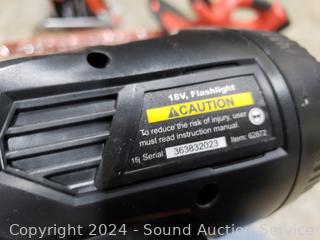 18V, Flashlight
CAUTION
To reduce the risk of injury, user
must read instruction manual.
15j Serial: 363832023 Item: 62872
Copyright 2024 - Sound Auction Service